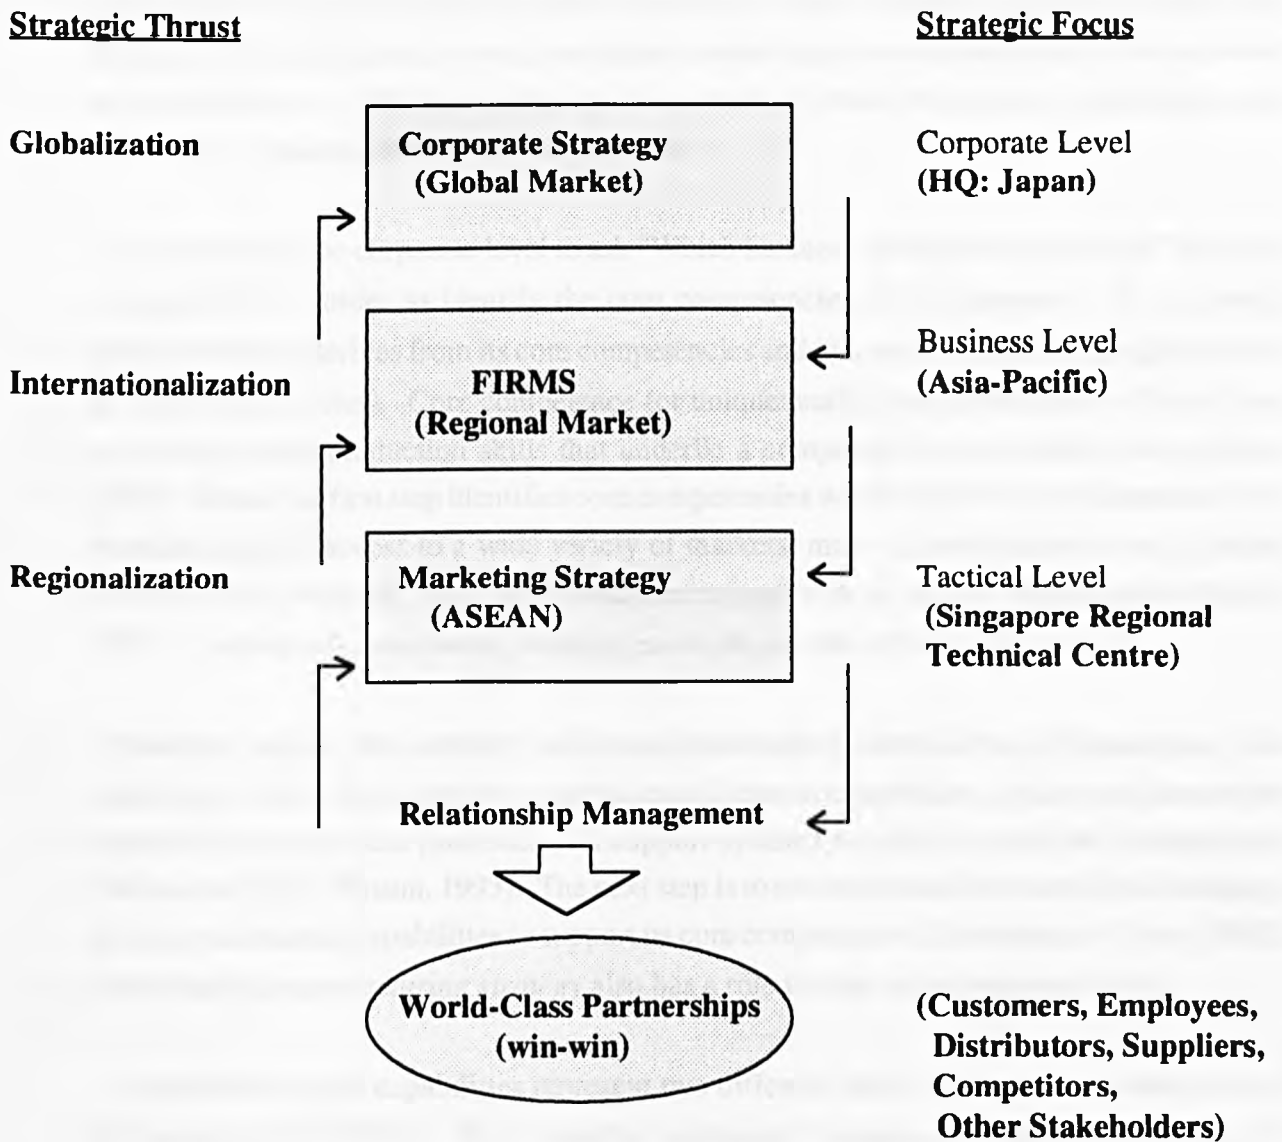 Strategic Thrust
Strategic Focus
Globalization
Corporate Strategy
(Global Market)
Corporate Level
(HQ: Japan)
Internationalization
FIRMS
(Regional Market)
Business Level
(Asia-Pacific)
Regionalization
Marketing Strategy
(ASEAN)
Tactical Level
(Singapore Regional
Technical Centre)
Relationship Management
World-Class Partnerships
(win-win)
(Customers, Employees,
Distributors, Suppliers,
Competitors,
Other Stakeholders)